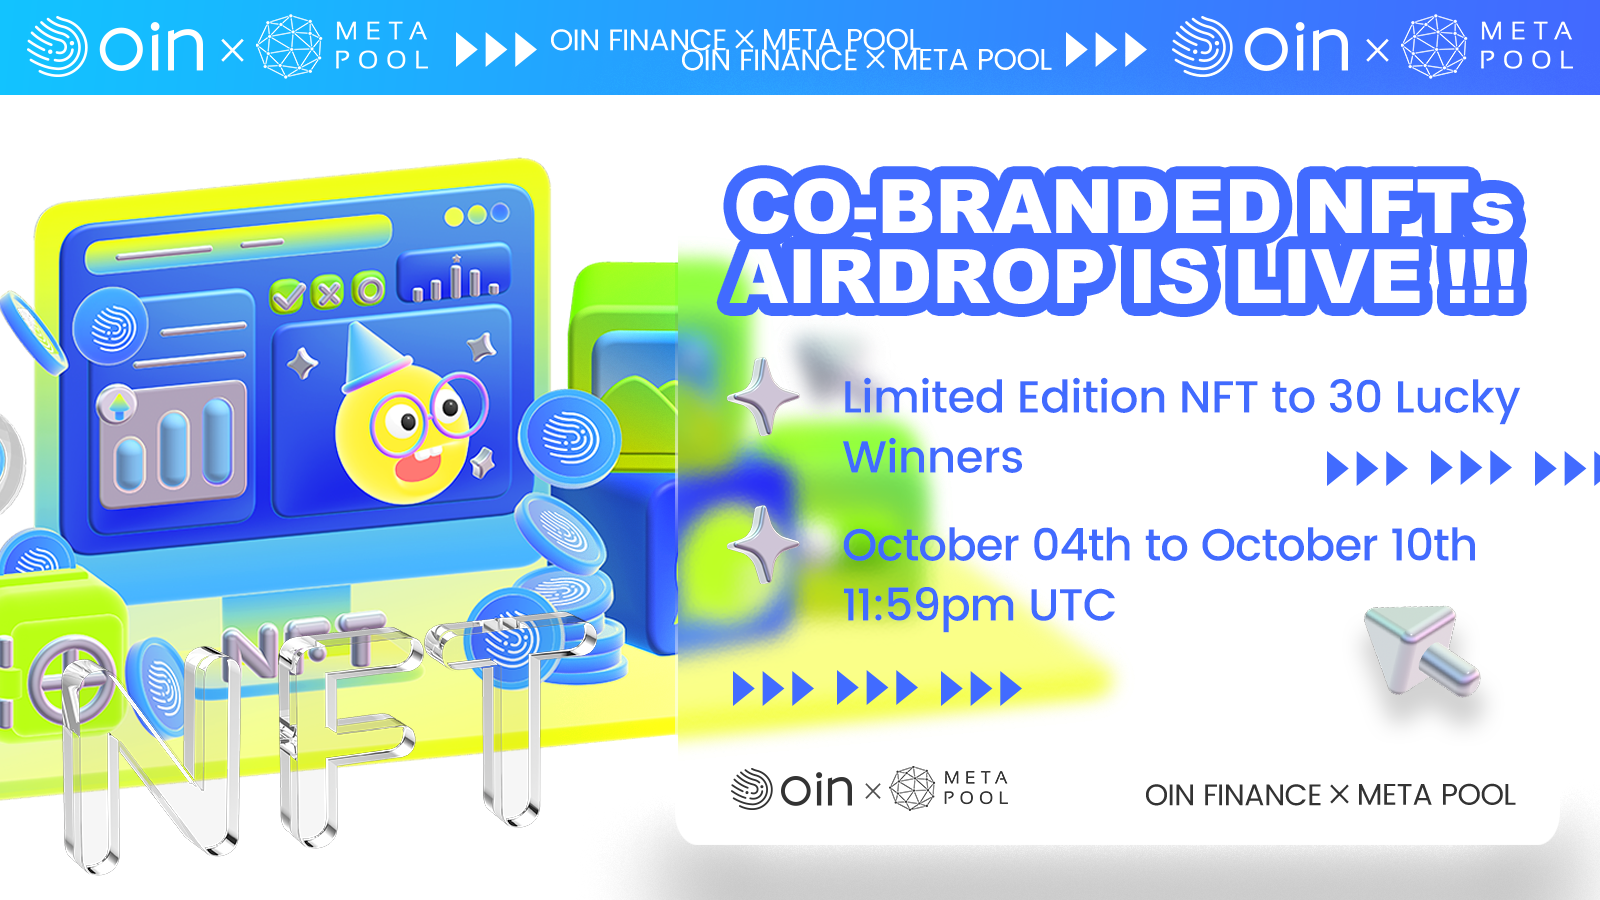 oin × META POOL
OIN FINANCE × META POOL
OIN FINANCE × META POOL
oin × META POOL
CO-BRANDED NFTs
AIRDROP IS LIVE !!!
Limited Edition NFT to 30 Lucky
Winners
October 04th to October 10th
11:59pm UTC
NFT
NFT
oin × META POOL
OIN FINANCE × META POOL